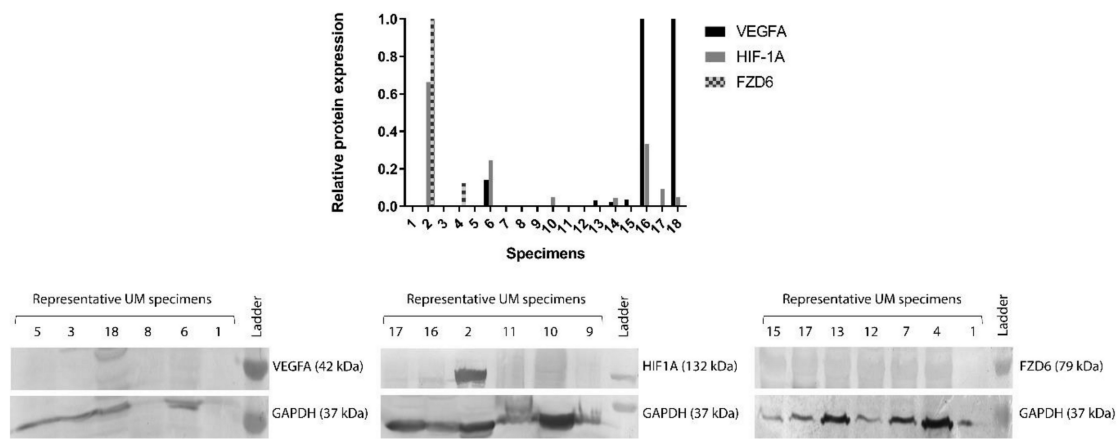 Relative protein expression
1.0
0.8
0.6
0.4
0.2
0.0
1 2 3 4 5 6 7 8 9 10 11 12 13 14 15 16 17 18
Specimens
VEGFA
HIF-1A
FZD6
Representative UM specimens
5 3 18 8 6 1 Ladder
VEGFA (42 kDa)
GAPDH (37 kDa)
Representative UM specimens
17 16 2 11 10 9 Ladder
HIF1A (132 kDa)
GAPDH (37 kDa)
Representative UM specimens
15 17 13 12 7 4 1 Ladder
FZD6 (79 kDa)
GAPDH (37 kDa)